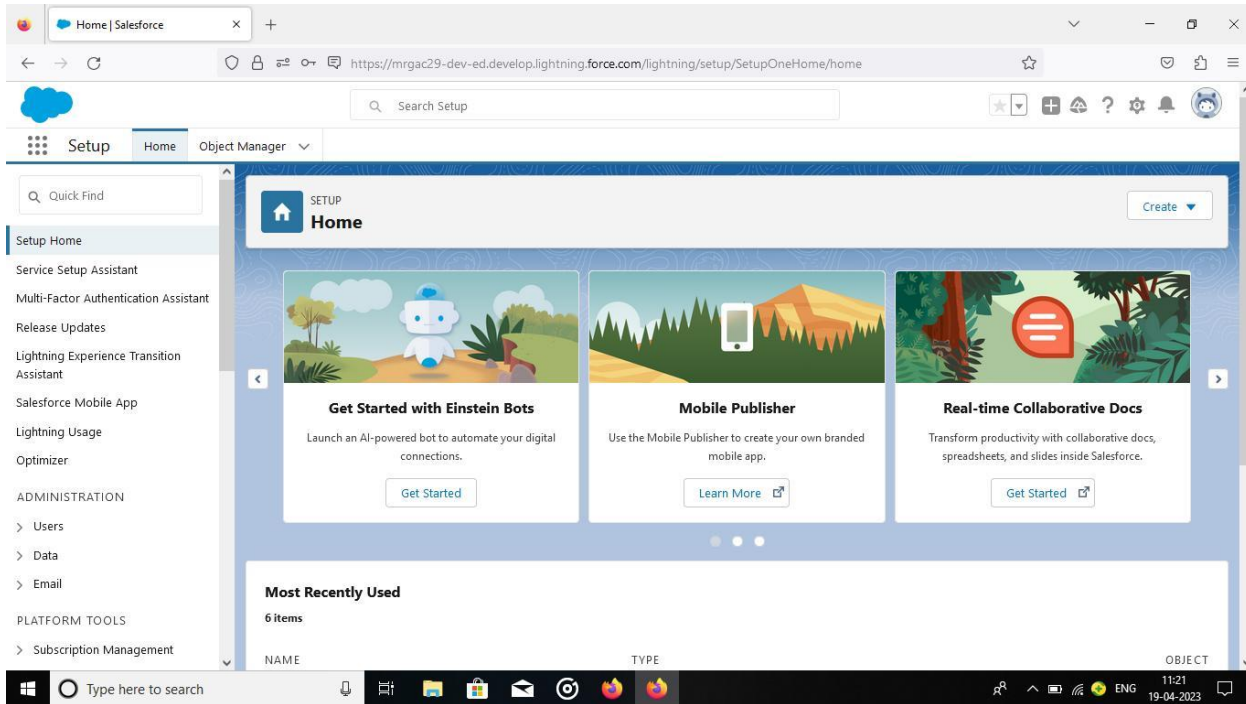 Home | Salesforce
https://mrgac29-dev-ed.develop.lightning.force.com/lightning/setup/SetupOneHome/home
Search Setup
Setup Home Object Manager
Quick Find
Setup Home
Service Setup Assistant
Multi-Factor Authentication Assistant
Release Updates
Lightning Experience Transition
Assistant
Salesforce Mobile App
Lightning Usage
Optimizer
ADMINISTRATION
Users
Data
Email
PLATFORM TOOLS
Subscription Management
SETUP
Home
Create
Get Started with Einstein Bots
Launch an AI-powered bot to automate your digital
connections.
Get Started
Mobile Publisher
Use the Mobile Publisher to create your own branded
mobile app.
Learn More
Real-time Collaborative Docs
Transform productivity with collaborative docs,
spreadsheets, and slides inside Salesforce.
Get Started
Most Recently Used
6 items
NAME TYPE OBJECT
Type here to search
ENG
11:21
19-04-2023